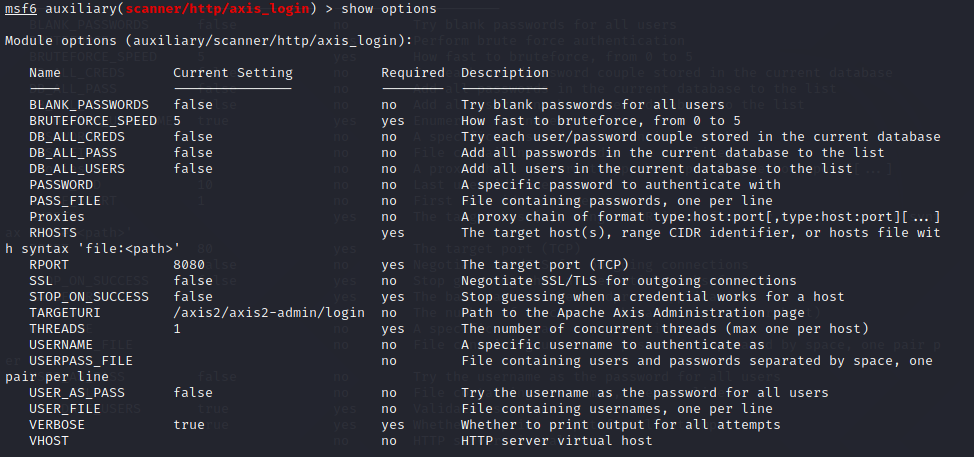 msf6 auxiliary(scanner/http/axis_login) > show options
Module options (auxiliary/scanner/http/axis_login):
Name Current Setting Required Description
BLANK_PASSWORDS false no Try blank passwords for all users
BRUTEFORCE_SPEED 5 yes How fast to bruteforce, from 0 to 5
DB_ALL_CREDS false no Try each user/password couple stored in the current database
DB_ALL_PASS false no Add all passwords in the current database to the list
DB_ALL_USERS false no Add all users in the current database to the list
PASSWORD no A specific password to authenticate with
PASS_FILE no File containing passwords, one per line
Proxies no A proxy chain of format type:host:port[,type:host:port][...]
RHOSTS yes The target host(s), range CIDR identifier, or hosts file wit
h syntax 'file:<path>'
RPORT 8080 yes The target port (TCP)
SSL false no Negotiate SSL/TLS for outgoing connections
STOP_ON_SUCCESS false yes Stop guessing when a credential works for a host
TARGETURI /axis2/axis2-admin/login no Path to the Apache Axis Administration page
THREADS 1 yes The number of concurrent threads (max one per host)
USERNAME no A specific username to authenticate as
USERPASS_FILE no File containing users and passwords separated by space, one
pair per line
USER_AS_PASS false no Try the username as the password for all users
USER_FILE no File containing usernames, one per line
VERBOSE true yes Whether to print output for all attempts
VHOST no HTTP server virtual host